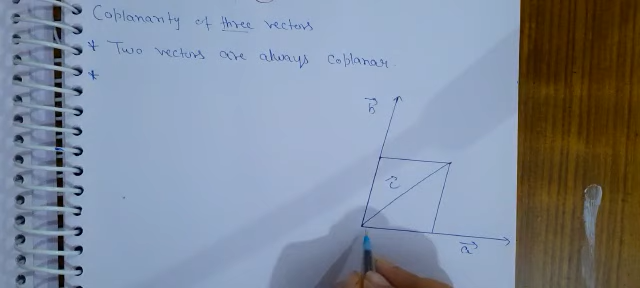 Coplanarity of three vectors
* Two vectors are always coplanar.
*
b⃗
r⃗
a⃗